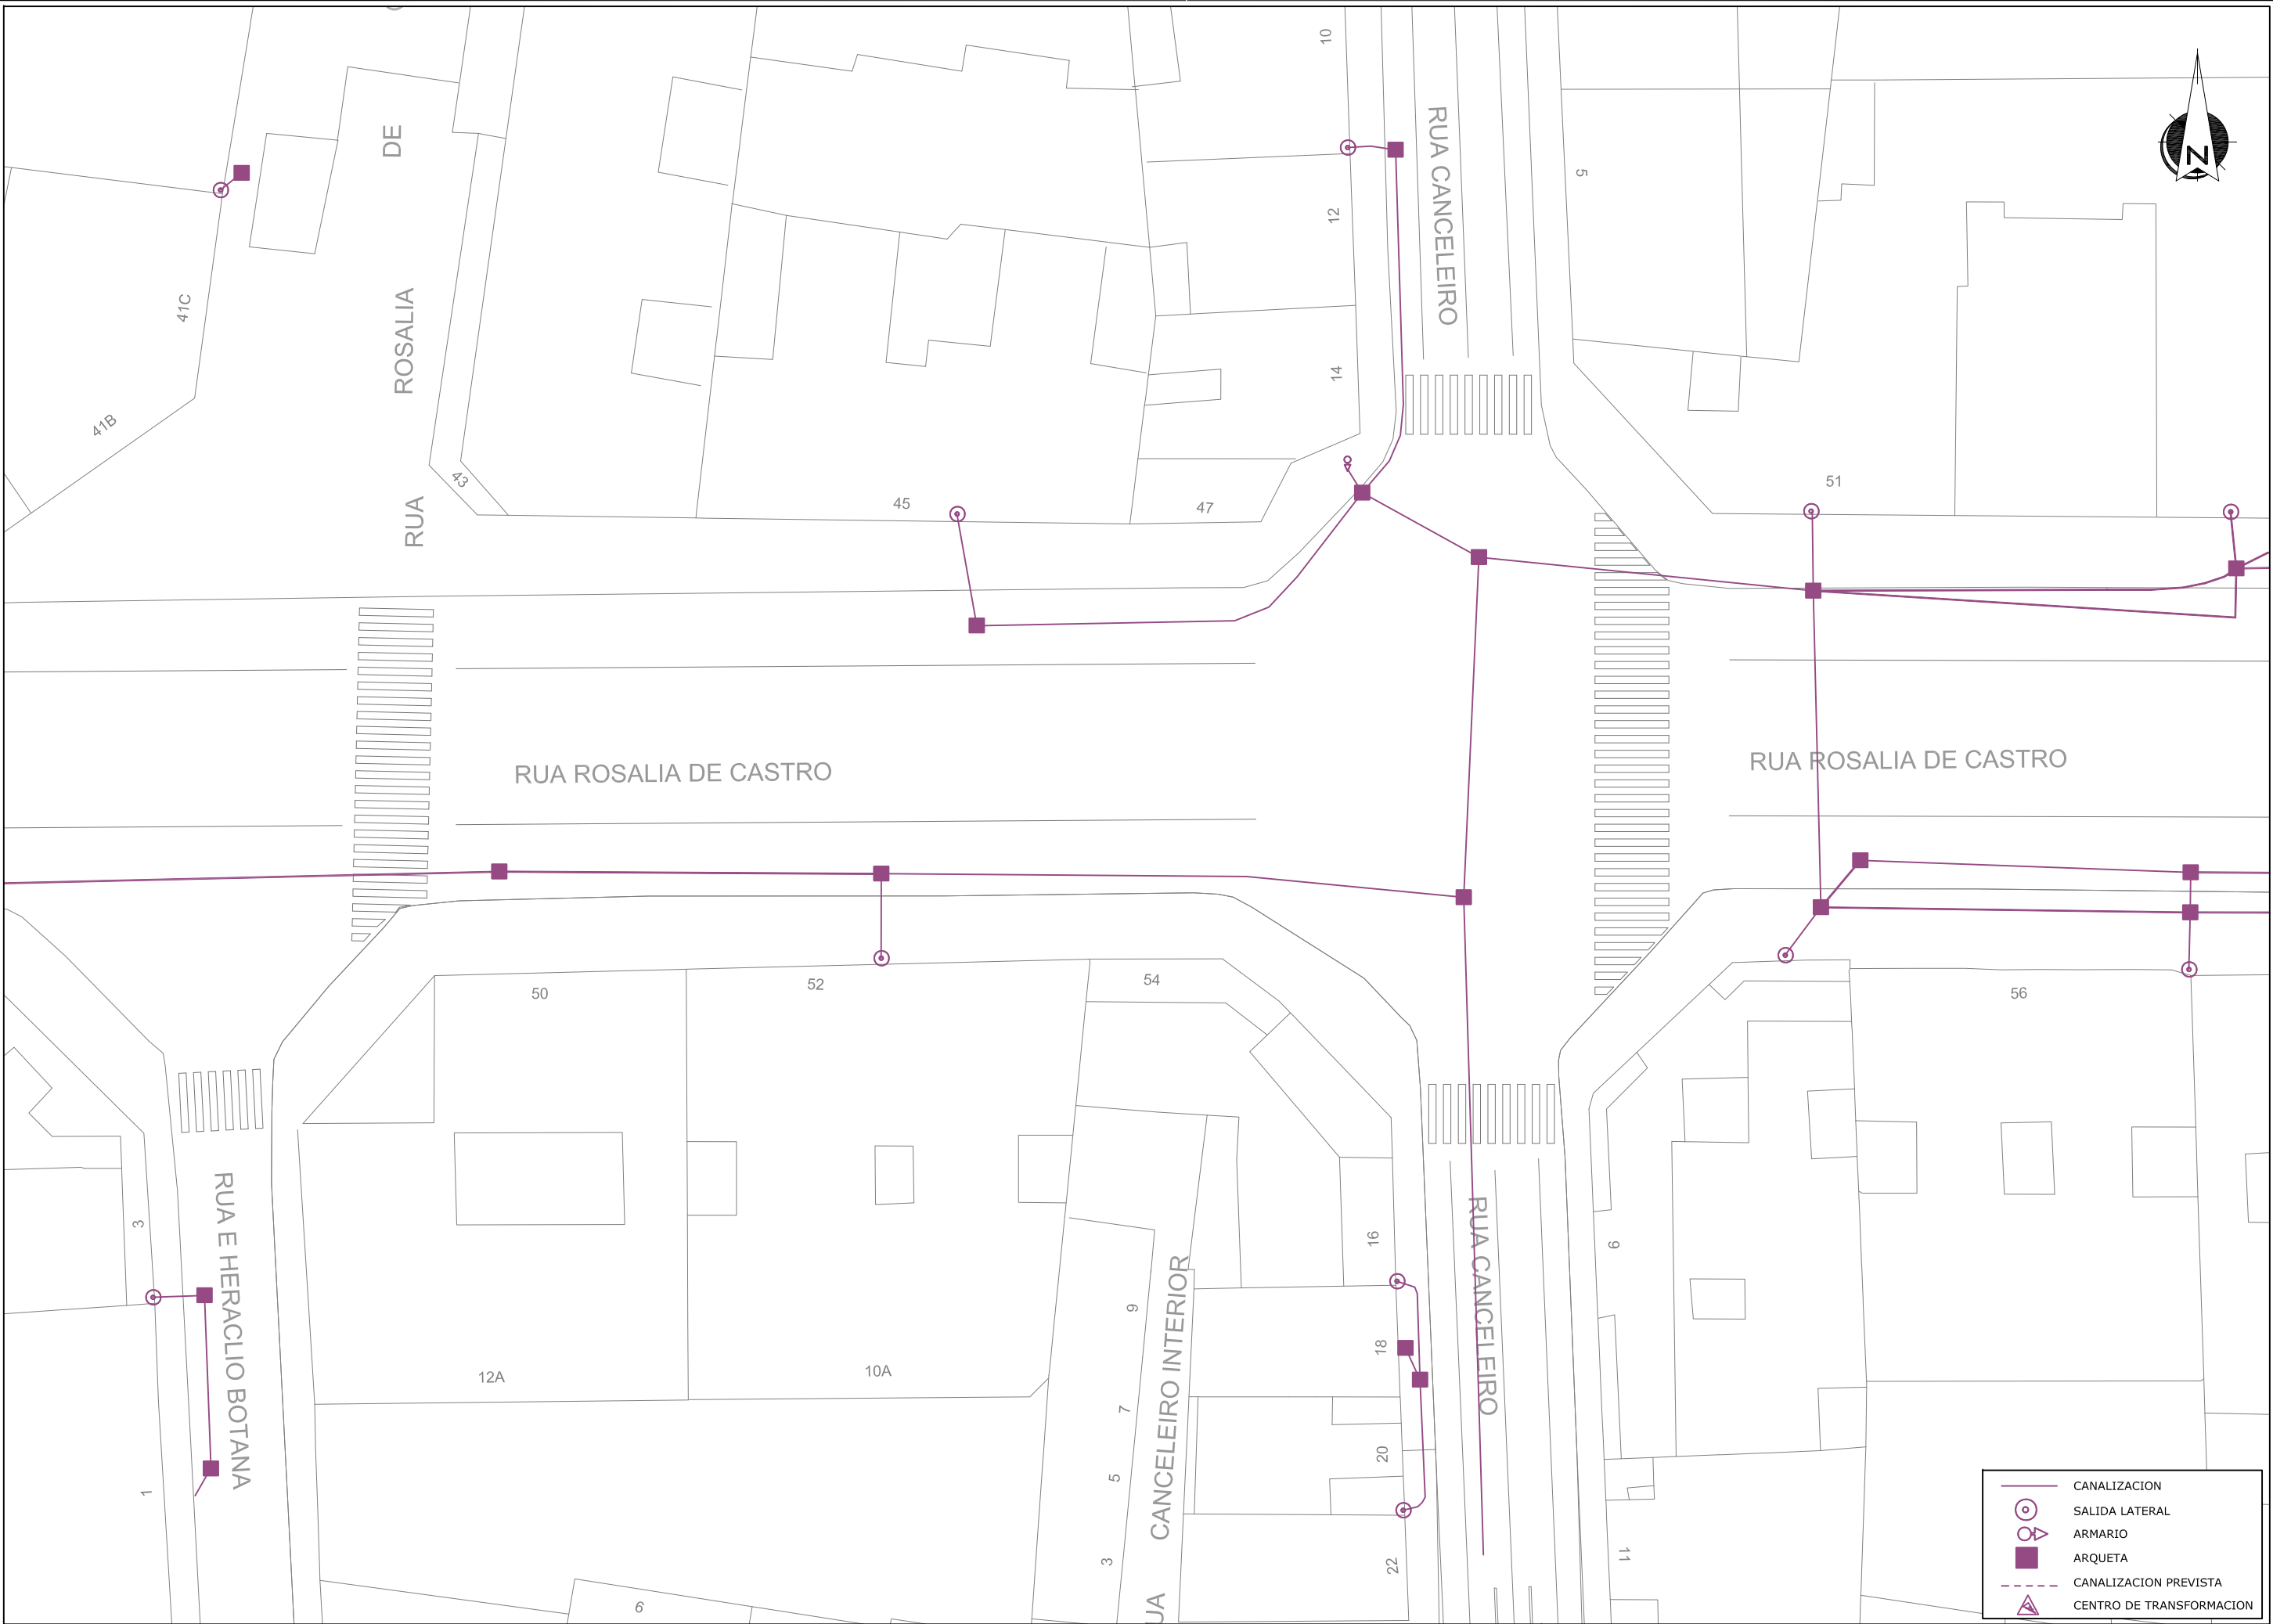 10
DE
RUA CANCELEIRO
5
N
12
41C
ROSALIA
14
41B
43
45
47
51
RUA
RUA ROSALIA DE CASTRO
RUA ROSALIA DE CASTRO
50
52
54
56
3
RUA E HERACLIO BOTANA
16
RUA CANCELEIRO
9
9
CANCELEIRO INTERIOR
18
12A
10A
7
20
5
1
3
22
11
UA
6
CANALIZACION
SALIDA LATERAL
ARMARIO
ARQUETA
CANALIZACION PREVISTA
CENTRO DE TRANSFORMACION